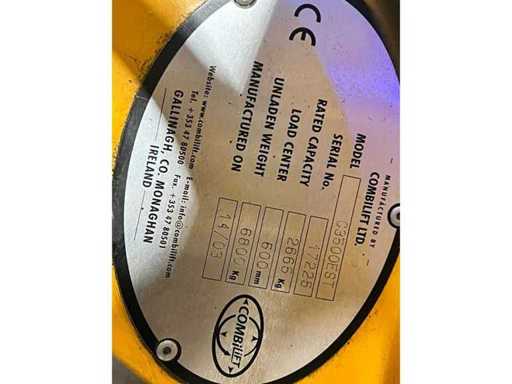 CE
MANUFACTURED BY
COMBILIFT LTD.
MODEL C3500EST
SERIAL No. 17225
RATED CAPACITY 2665 Kg
LOAD CENTER 600 mm
UNLADEN WEIGHT 6800 Kg
MANUFACTURED ON 14/03
Website: www.combilift.com E-mail: info@combilift.com
Tel. +353 47 80500 Fax. +353 47 80501
GALLINAGH, CO. MONAGHAN
IRELAND
COMBiLiFT